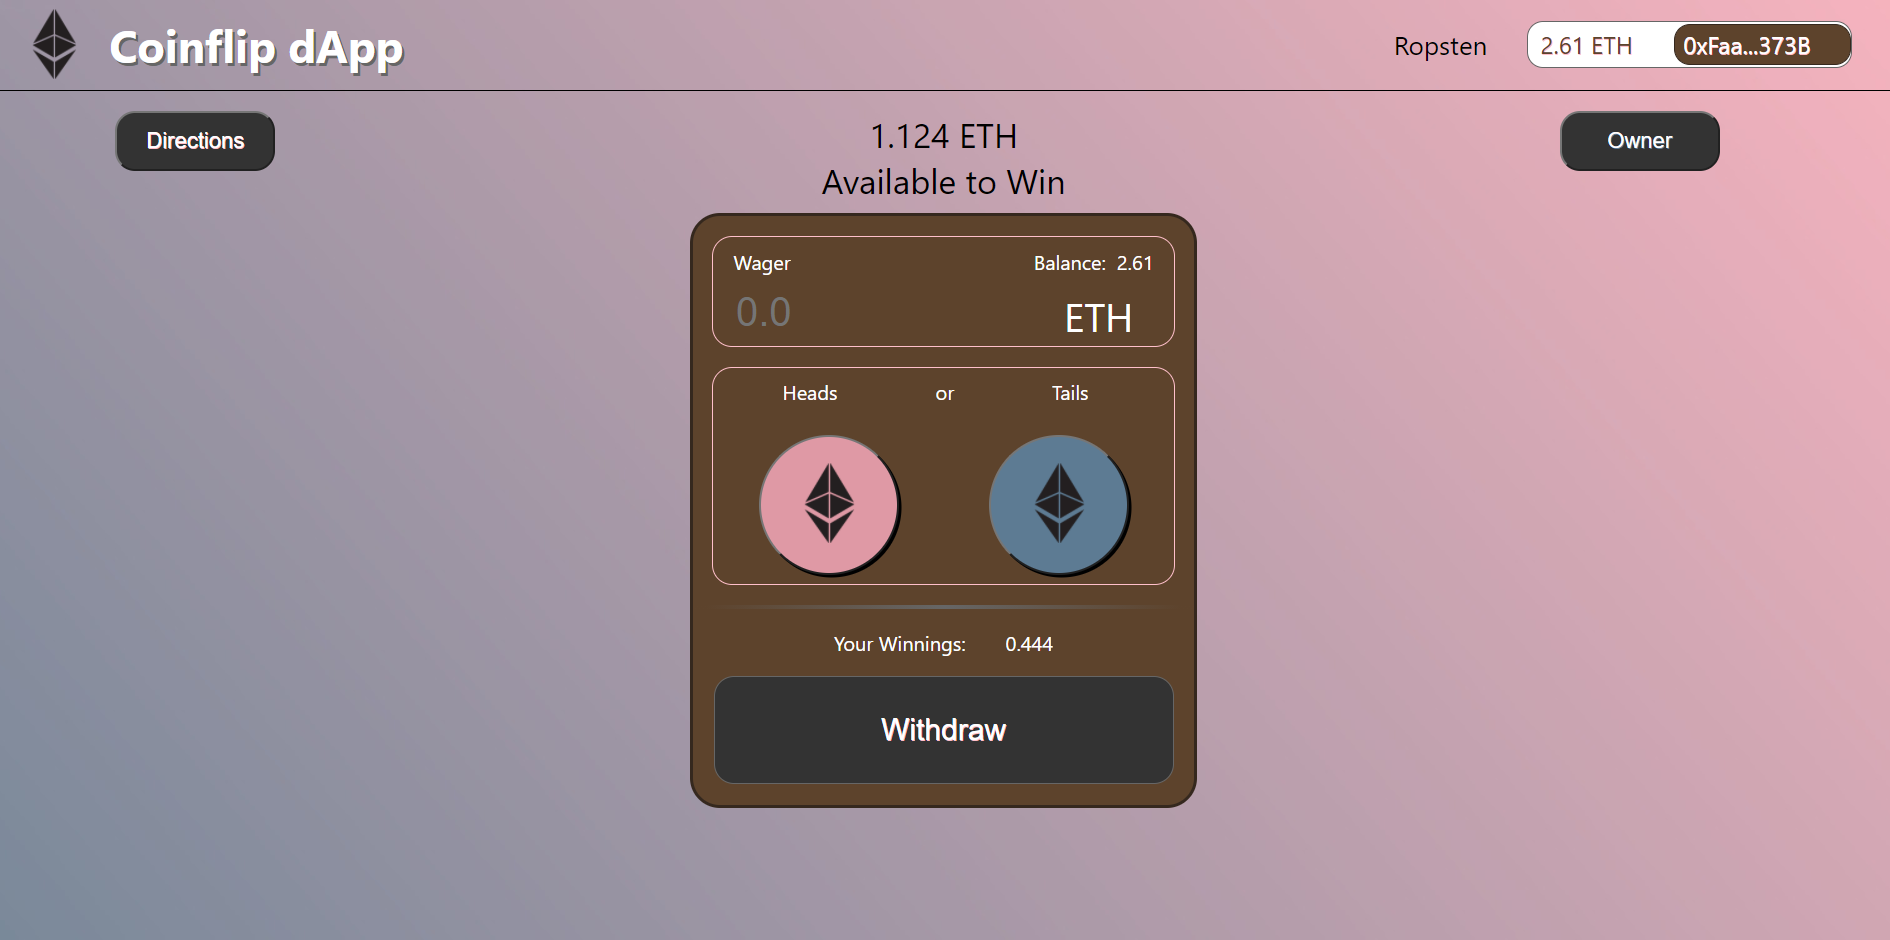 Coinflip dApp
Ropsten
2.61 ETH
0xFaa...373B
Directions
1.124 ETH
Available to Win
Owner
Wager
Balance: 2.61
0.0
ETH
Heads or Tails
Your Winnings: 0.444
Withdraw